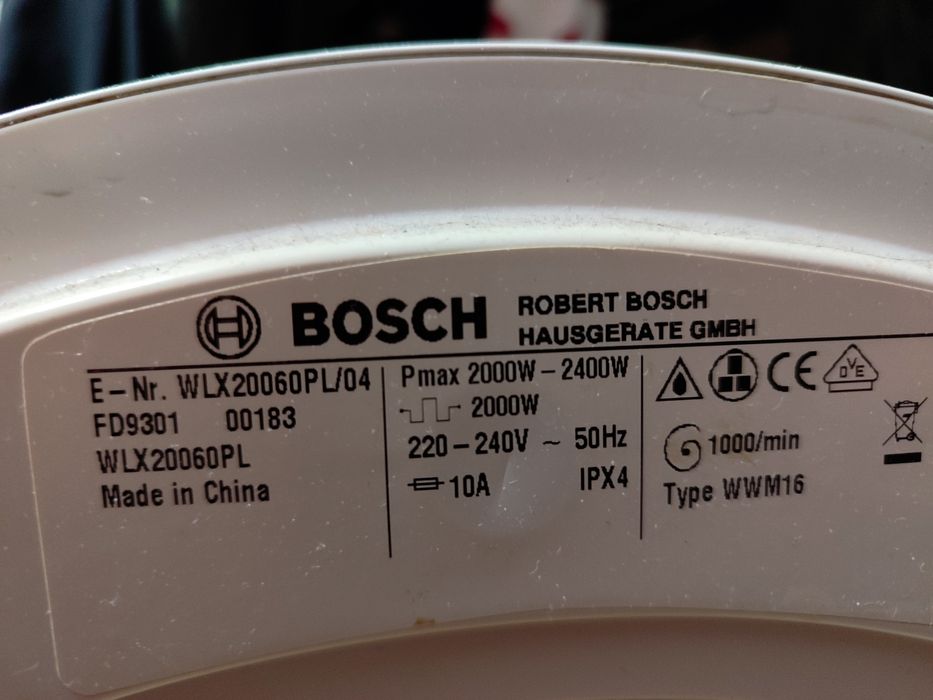 BOSCH
ROBERT BOSCH
HAUSGERATE GMBH
E-Nr. WLX20060PL/04
FD9301 00183
WLX20060PL
Made in China
Pmax 2000W-2400W
2000W
220-240V ~ 50Hz
10A IPX4
CE DVE
1000/min
Type WWM16